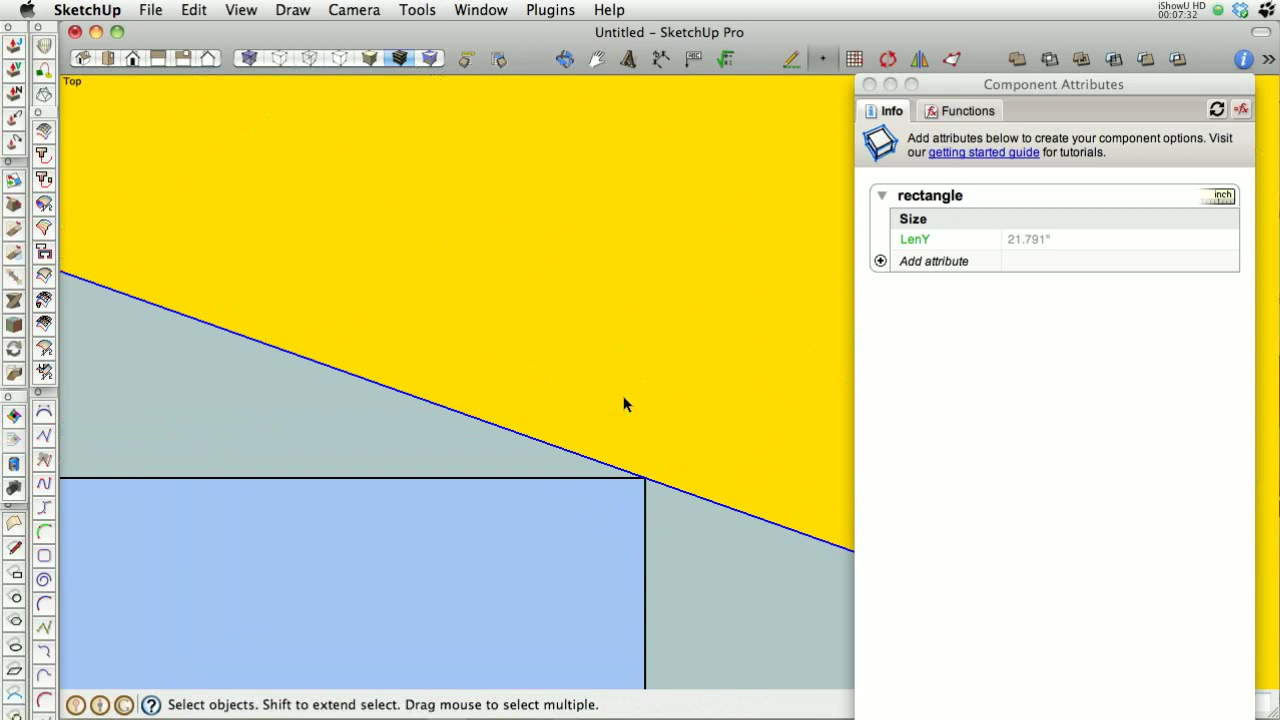 SketchUp File Edit View Draw Camera Tools Window Plugins Help
iShowU HD
00:07:32
Untitled – SketchUp Pro
Top
Component Attributes
Info Functions
Add attributes below to create your component options. Visit
our getting started guide for tutorials.
rectangle inch
Size
LenY 21.791"
Add attribute
Select objects. Shift to extend select. Drag mouse to select multiple.